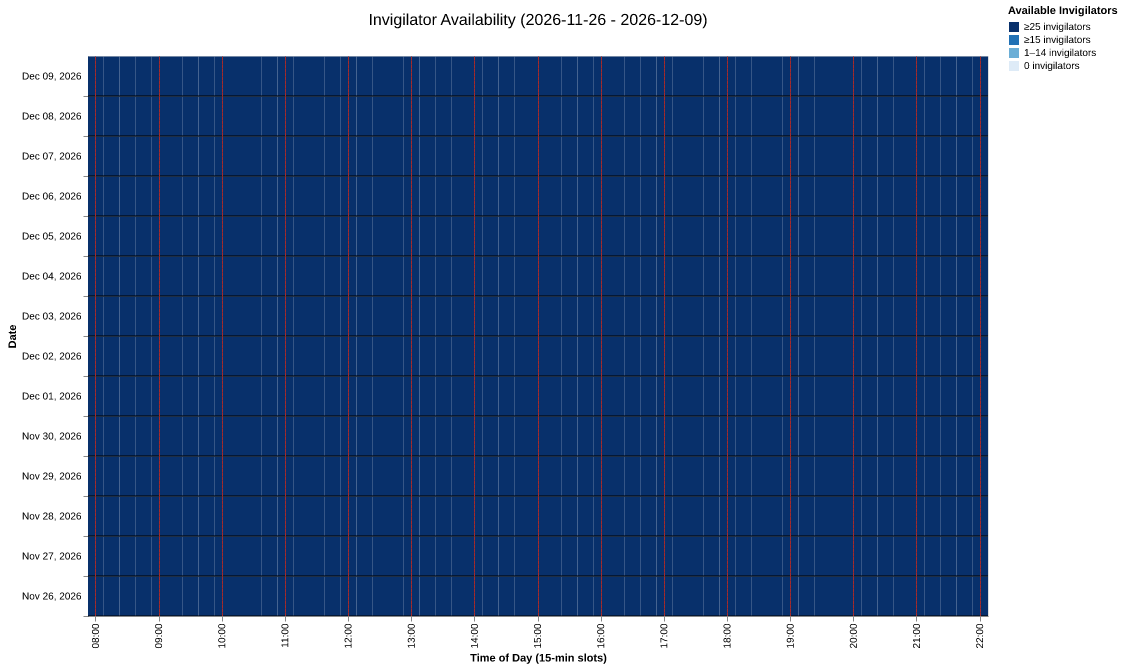 Invigilator Availability (2026-11-26 - 2026-12-09)
Available Invigilators
≥25 invigilators
≥15 invigilators
1–14 invigilators
0 invigilators
Date
Dec 09, 2026
Dec 08, 2026
Dec 07, 2026
Dec 06, 2026
Dec 05, 2026
Dec 04, 2026
Dec 03, 2026
Dec 02, 2026
Dec 01, 2026
Nov 30, 2026
Nov 29, 2026
Nov 28, 2026
Nov 27, 2026
Nov 26, 2026
08:00
09:00
10:00
11:00
12:00
13:00
14:00
15:00
16:00
17:00
18:00
19:00
20:00
21:00
22:00
Time of Day (15-min slots)